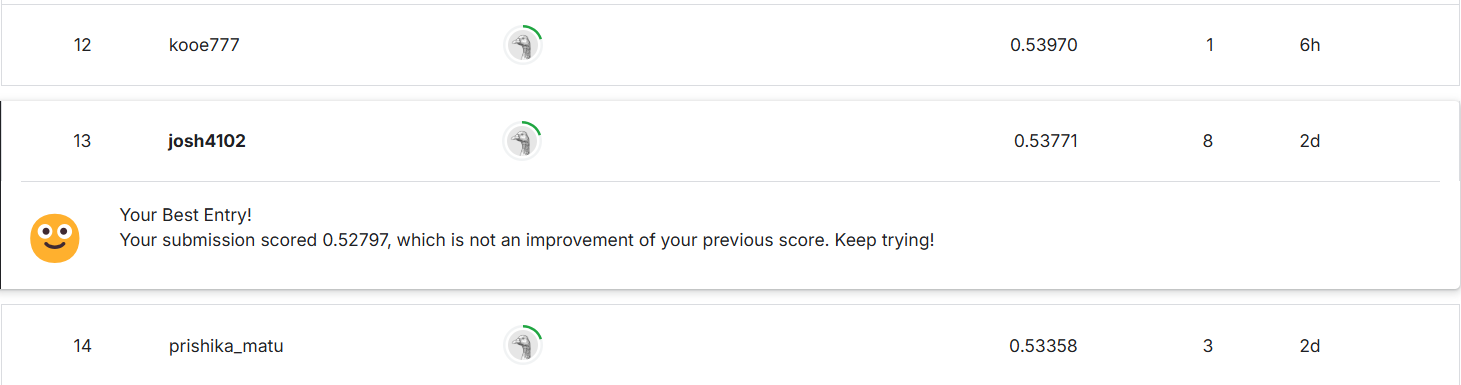 12 kooe777 0.53970 1 6h
13 josh4102 0.53771 8 2d
Your Best Entry!
Your submission scored 0.52797, which is not an improvement of your previous score. Keep trying!
14 prishika_matu 0.53358 3 2d